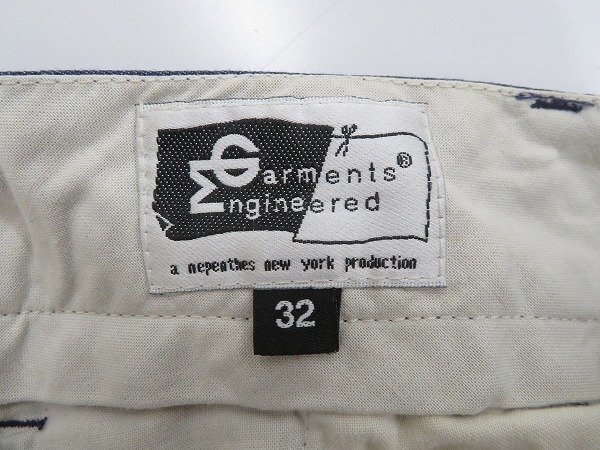 Garments®
Engineered
a nepenthes new york production
32